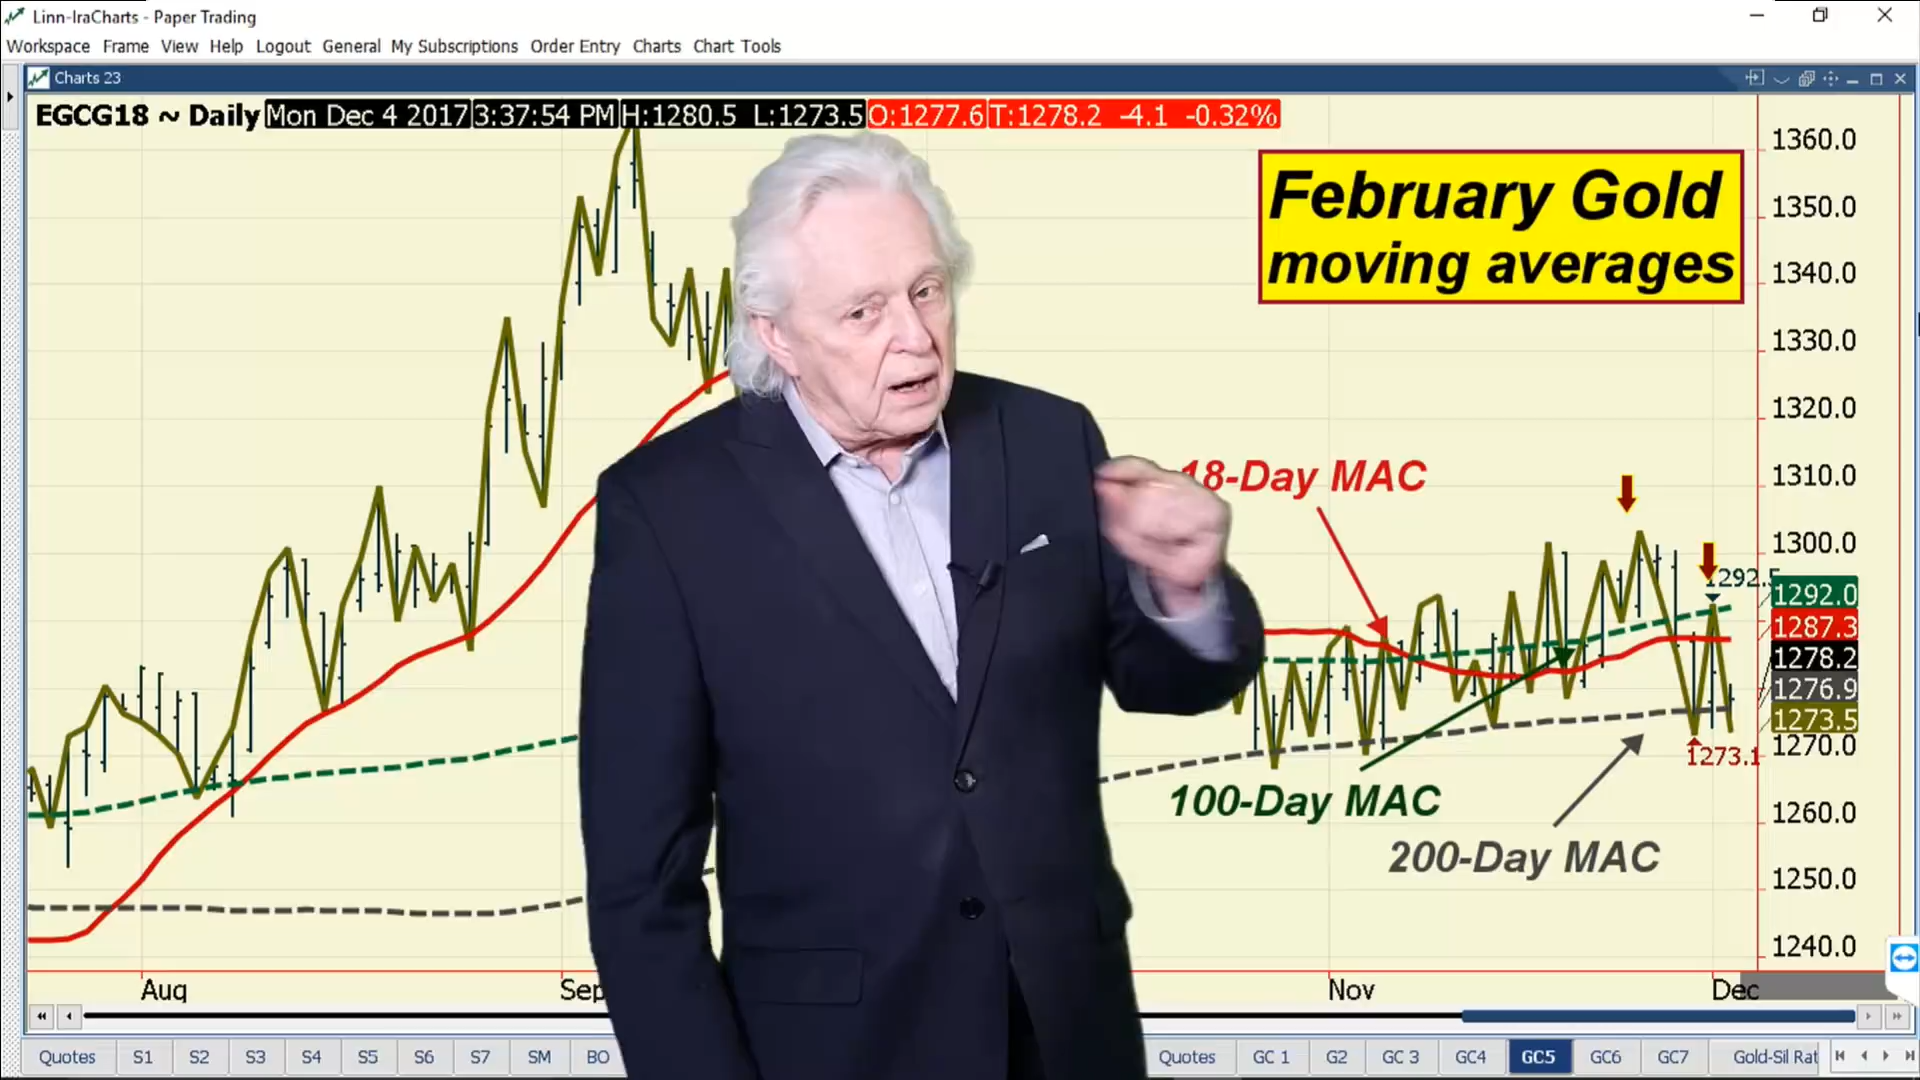 Linn-IraCharts - Paper Trading
Workspace Frame View Help Logout General My Subscriptions Order Entry Charts Chart Tools
Charts 23
EGCG18 ~ Daily Mon Dec 4 2017 3:37:54 PM H:1280.5 L:1273.5 O:1277.6 T:1278.2 -4.1 -0.32%
February Gold
moving averages
1360.0
1350.0
1340.0
1330.0
1320.0
1310.0
1300.0
18-Day MAC
1292.5
1292.0
1287.3
1278.2
1276.9
1273.5
1270.0
1273.1
100-Day MAC
200-Day MAC
1260.0
1250.0
1240.0
Aug
Sep
Nov
Dec
Quotes S1 S2 S3 S4 S5 S6 S7 SM BO Quotes GC 1 G2 GC 3 GC4 GC5 GC6 GC7 Gold-Sil Rat